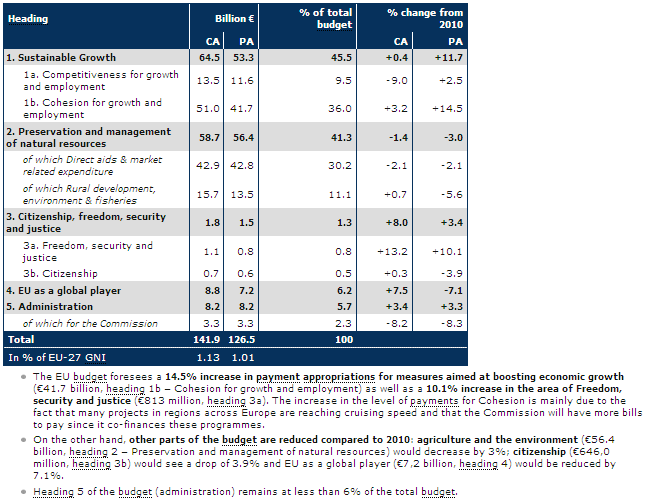 Heading Billion € % of total budget % change from 2010
CA PA CA PA
1. Sustainable Growth 64.5 53.3 45.5 +0.4 +11.7
1a. Competitiveness for growth and employment 13.5 11.6 9.5 -9.0 +2.5
1b. Cohesion for growth and employment 51.0 41.7 36.0 +3.2 +14.5
2. Preservation and management of natural resources 58.7 56.4 41.3 -1.4 -3.0
of which Direct aids & market related expenditure 42.9 42.8 30.2 -2.1 -2.1
of which Rural development, environment & fisheries 15.7 13.5 11.1 +0.7 -5.6
3. Citizenship, freedom, security and justice 1.8 1.5 1.3 +8.0 +3.4
3a. Freedom, security and justice 1.1 0.8 0.8 +13.2 +10.1
3b. Citizenship 0.7 0.6 0.5 +0.3 -3.9
4. EU as a global player 8.8 7.2 6.2 +7.5 -7.1
5. Administration 8.2 8.2 5.7 +3.4 +3.3
of which for the Commission 3.3 3.3 2.3 -8.2 -8.3
Total 141.9 126.5 100
In % of EU-27 GNI 1.13 1.01
The EU budget foresees a 14.5% increase in payment appropriations for measures aimed at boosting economic growth
(€41.7 billion, heading 1b – Cohesion for growth and employment) as well as a 10.1% increase in the area of Freedom,
security and justice (€813 million, heading 3a). The increase in the level of payments for Cohesion is mainly due to the
fact that many projects in regions across Europe are reaching cruising speed and that the Commission will have more bills
to pay since it co-finances these programmes.
On the other hand, other parts of the budget are reduced compared to 2010: agriculture and the environment (€56.4
billion, heading 2 – Preservation and management of natural resources) would decrease by 3%; citizenship (€646,0
million, heading 3b) would see a drop of 3.9% and EU as a global player (€7,2 billion, heading 4) would be reduced by
7.1%.
Heading 5 of the budget (administration) remains at less than 6% of the total budget.